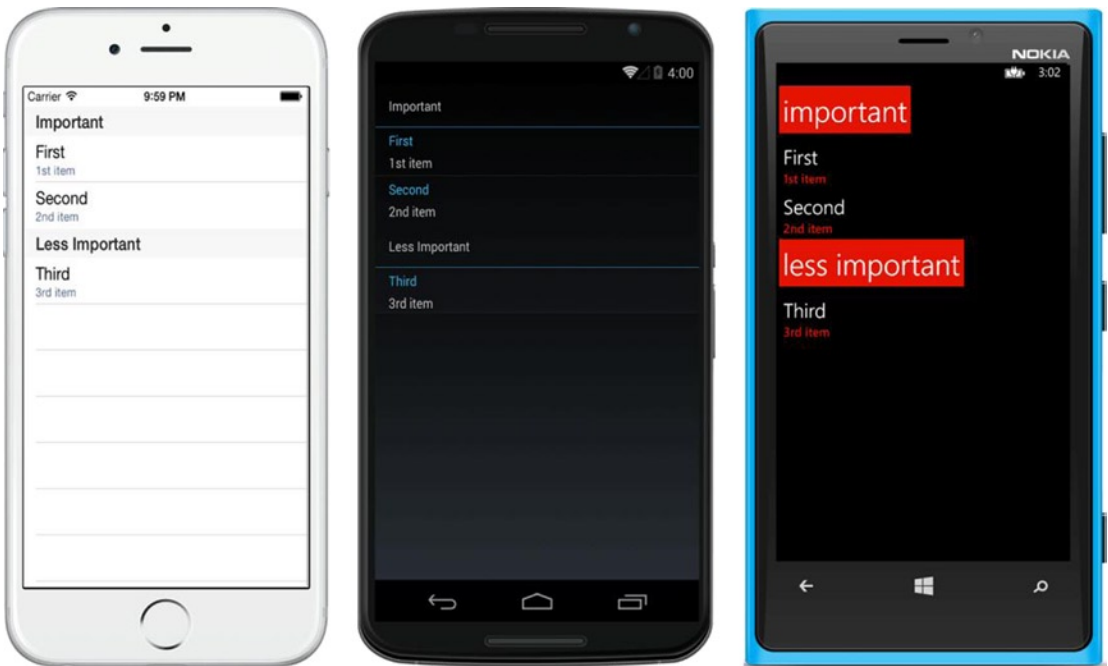 Carrier 9:59 PM
Important
First
1st item
Second
2nd item
Less Important
Third
3rd item
4:00
Important
First
1st item
Second
2nd item
Less Important
Third
3rd item
NOKIA
3:02
important
First
1st item
Second
2nd item
less important
Third
3rd item